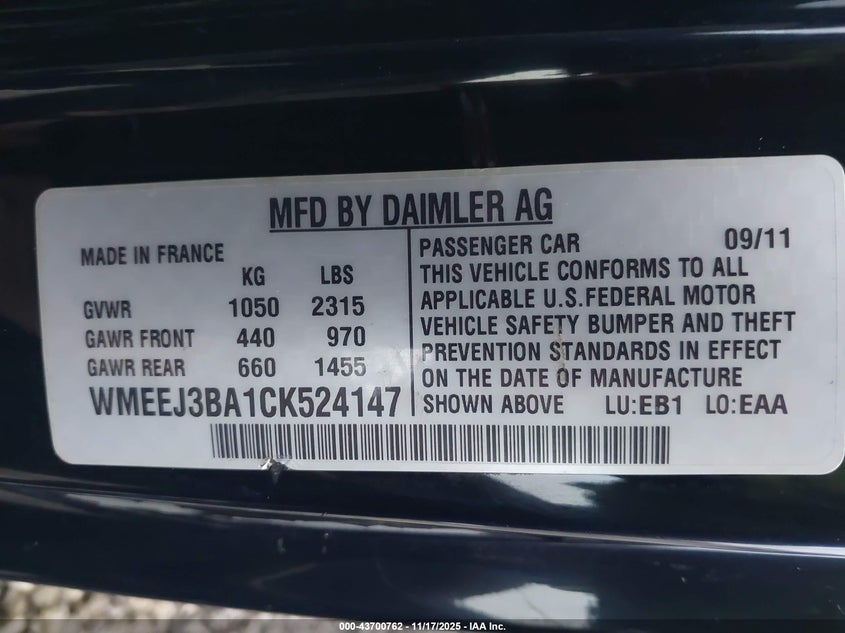 MFD BY DAIMLER AG
MADE IN FRANCE
KG LBS
GVWR 1050 2315
GAWR FRONT 440 970
GAWR REAR 660 1455
WMEEJ3BA1CK524147
PASSENGER CAR 09/11
THIS VEHICLE CONFORMS TO ALL
APPLICABLE U.S.FEDERAL MOTOR
VEHICLE SAFETY BUMPER AND THEFT
PREVENTION STANDARDS IN EFFECT
ON THE DATE OF MANUFACTURE
SHOWN ABOVE LU:EB1 LO:EAA
000-43700762 - 11/17/2025 - IAA, Inc.